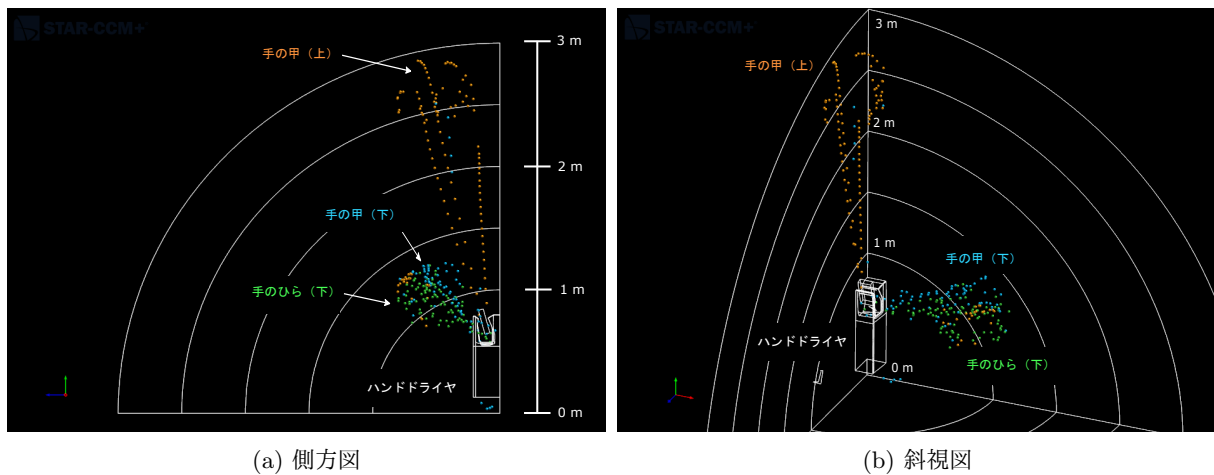 STAR-CCM+
手の甲（上）
3 m
2 m
手の甲（下）
手のひら（下）
1 m
ハンドドライヤ
0 m
(a) 側方図
STAR-CCM+
3 m
手の甲（上）
2 m
1 m
手の甲（下）
ハンドドライヤ
手のひら（下）
0 m
(b) 斜視図